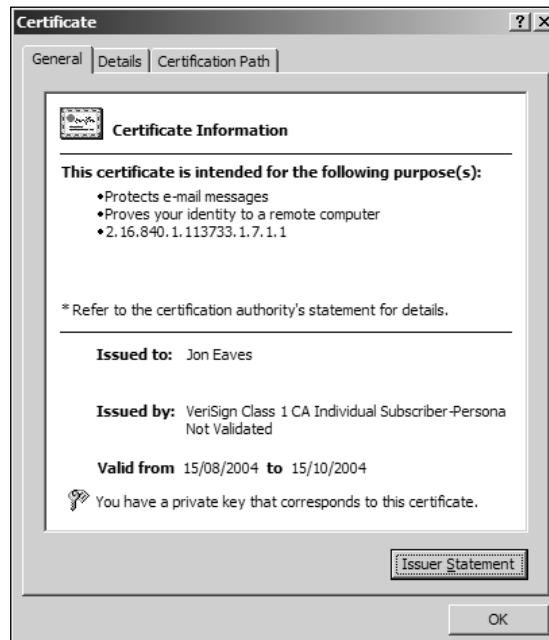 Certificate
General Details Certification Path
Certificate Information
This certificate is intended for the following purpose(s):
•Protects e-mail messages
•Proves your identity to a remote computer
•2.16.840.1.113733.1.7.1.1
* Refer to the certification authority's statement for details.
Issued to: Jon Eaves
Issued by: VeriSign Class 1 CA Individual Subscriber-Persona
Not Validated
Valid from 15/08/2004 to 15/10/2004
You have a private key that corresponds to this certificate.
Issuer Statement
OK